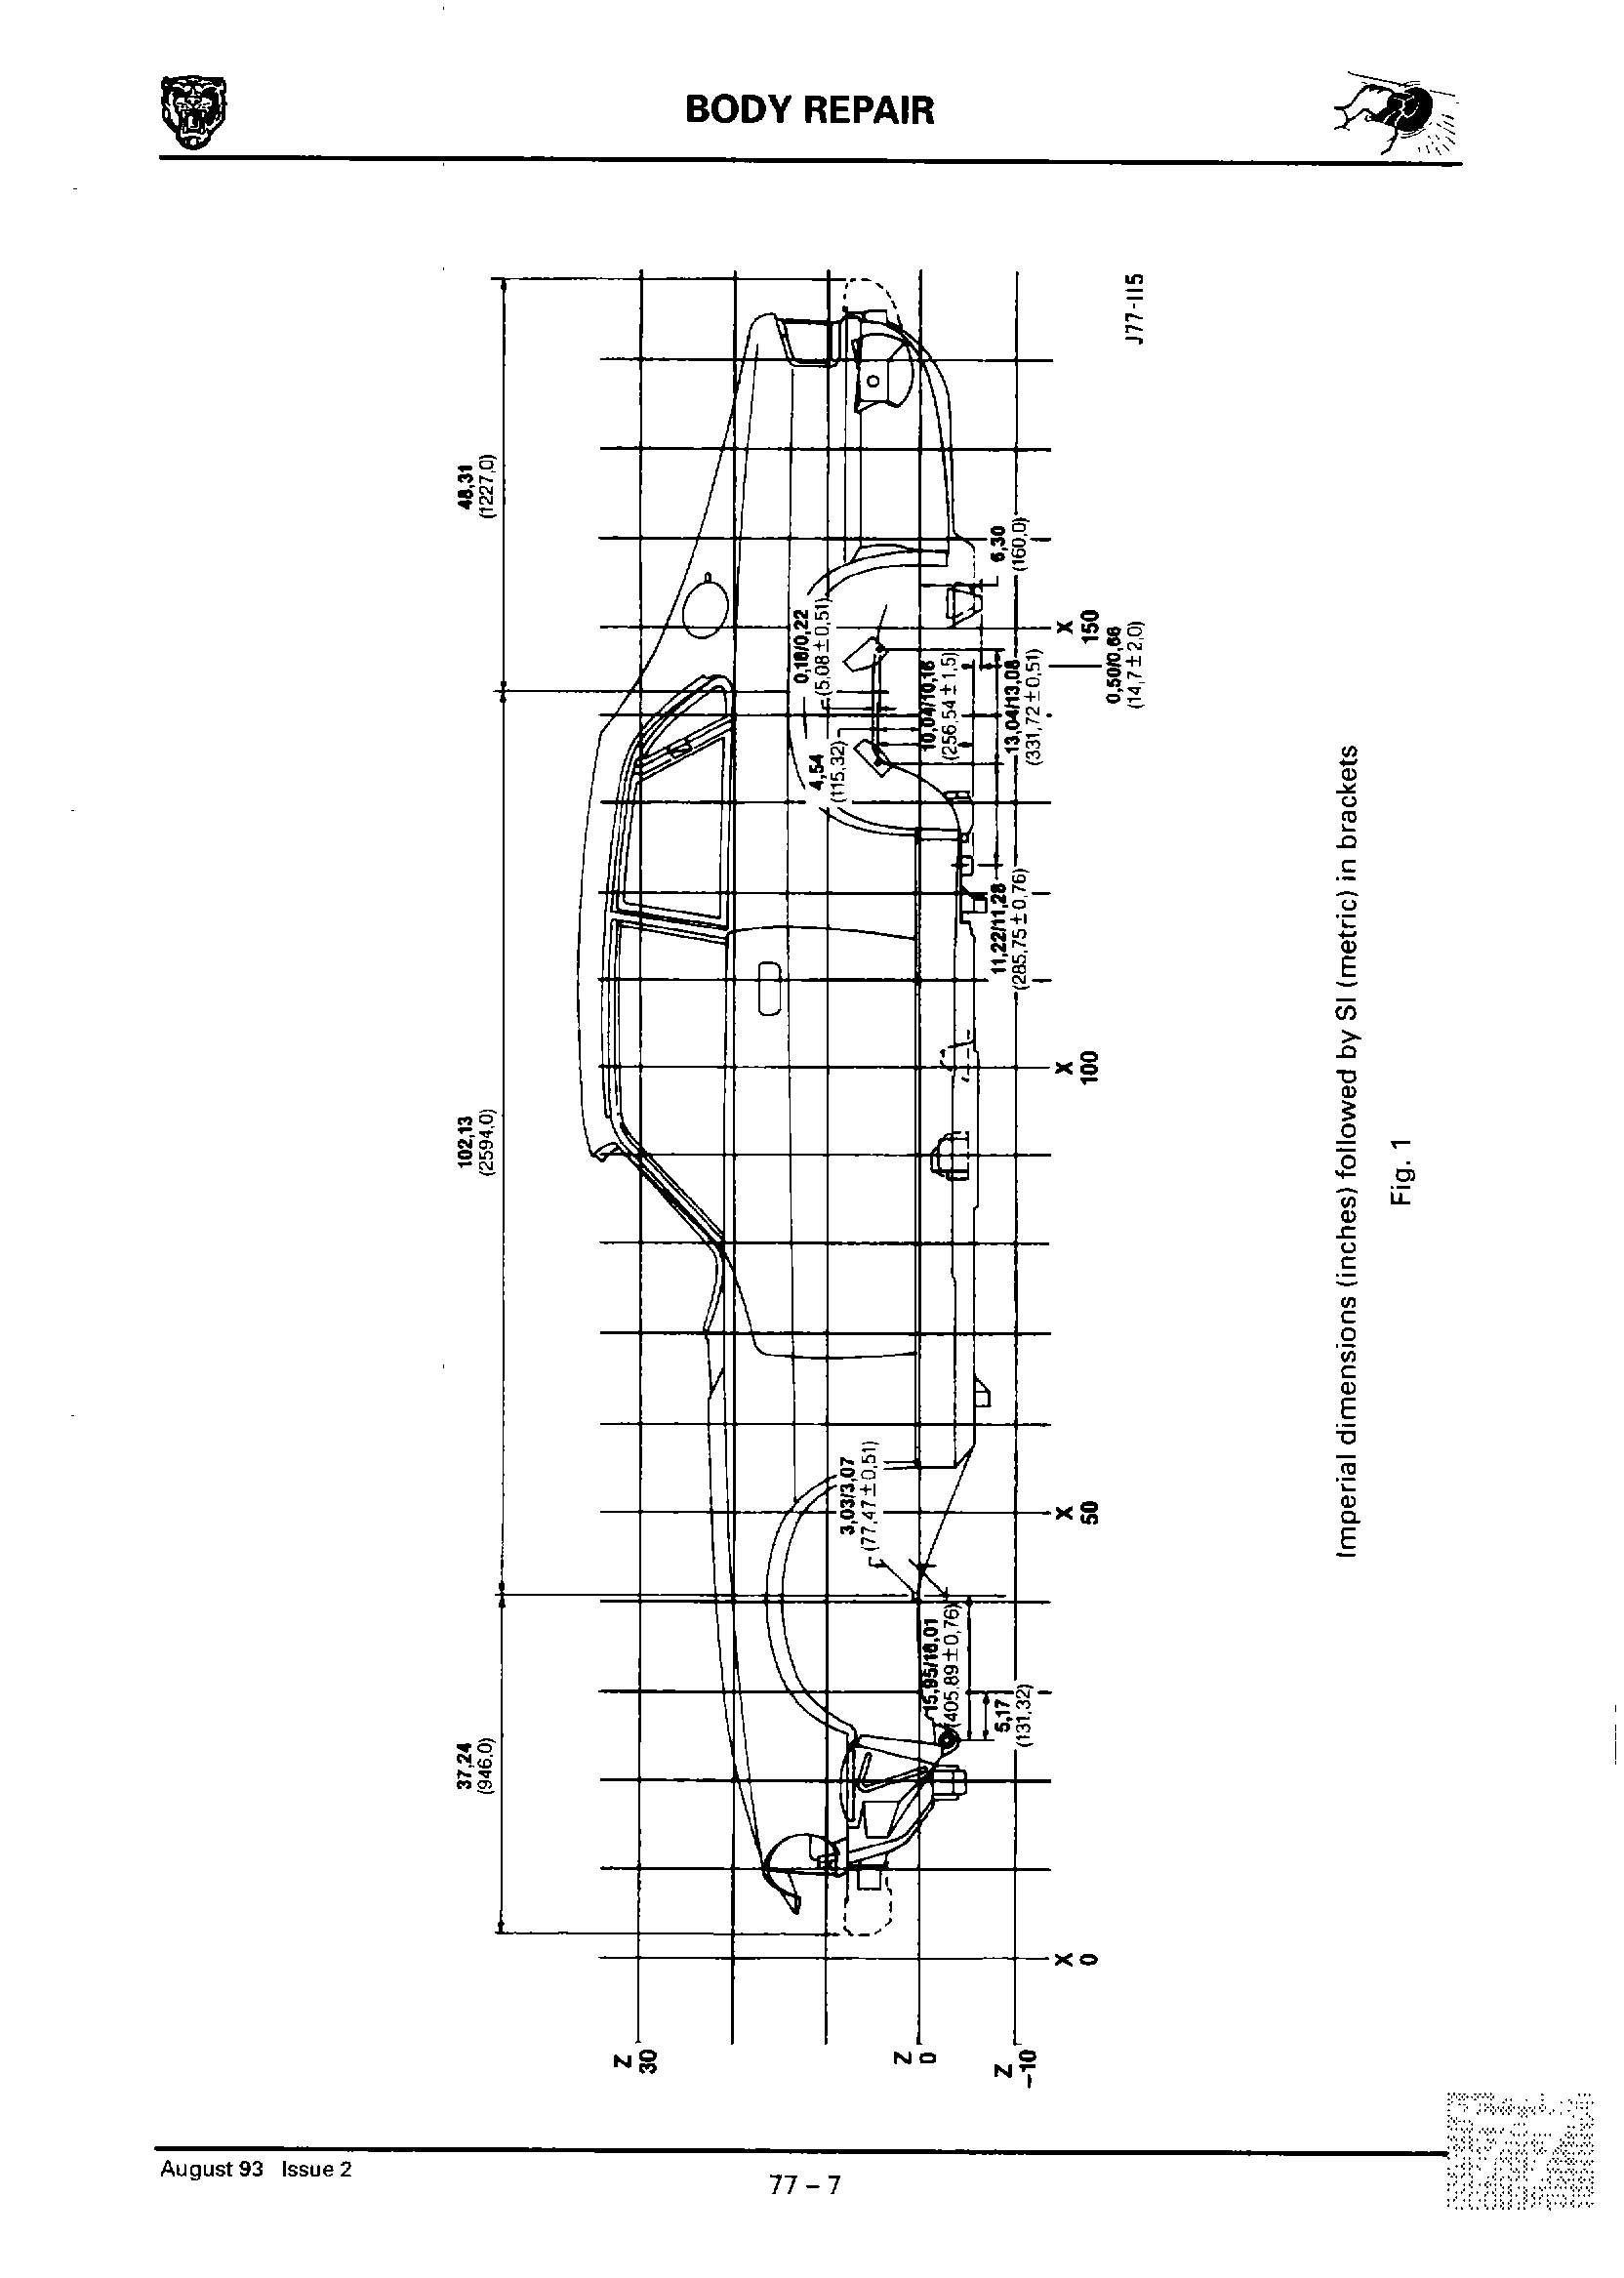 BODY REPAIR
48,31
(1227,0)
102,13
(2594,0)
37,24
(946,0)
J77-115
0,18/0,22
(5,08±0,51)
4,54
(115,32)
10,04/10,16
(256,54±1,5)
6,30
(160,0)
13,04/13,08
(331,72±0,51)
0,50/0,66
(14,7±2,0)
11,22/11,28
(285,75±0,76)
3,03/3,07
(77,47±0,51)
15,95/16,01
(405,89±0,76)
5,17
(131,32)
X
150
X
100
X
50
X
0
Z
30
Z
0
Z
-10
Imperial dimensions (inches) followed by SI (metric) in brackets
Fig. 1
August 93 Issue 2
77 – 7